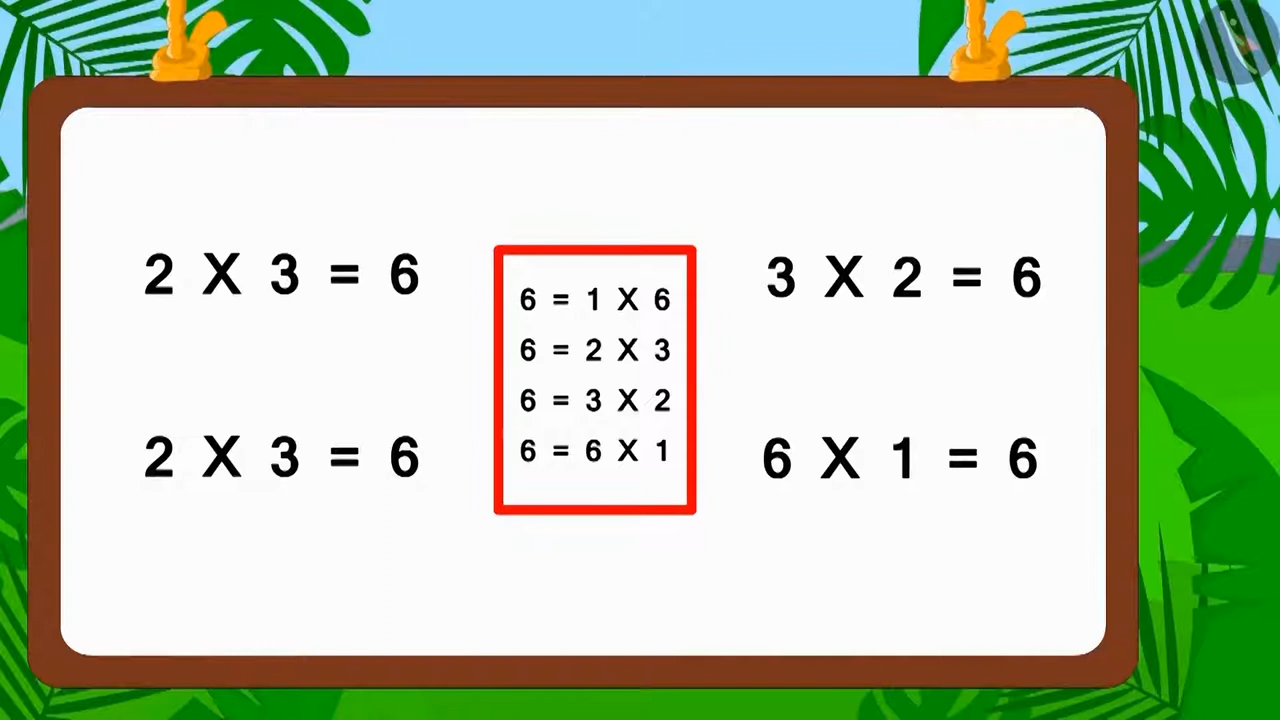 2 X 3 = 6
2 X 3 = 6
6 = 1 X 6
6 = 2 X 3
6 = 3 X 2
6 = 6 X 1
3 X 2 = 6
6 X 1 = 6